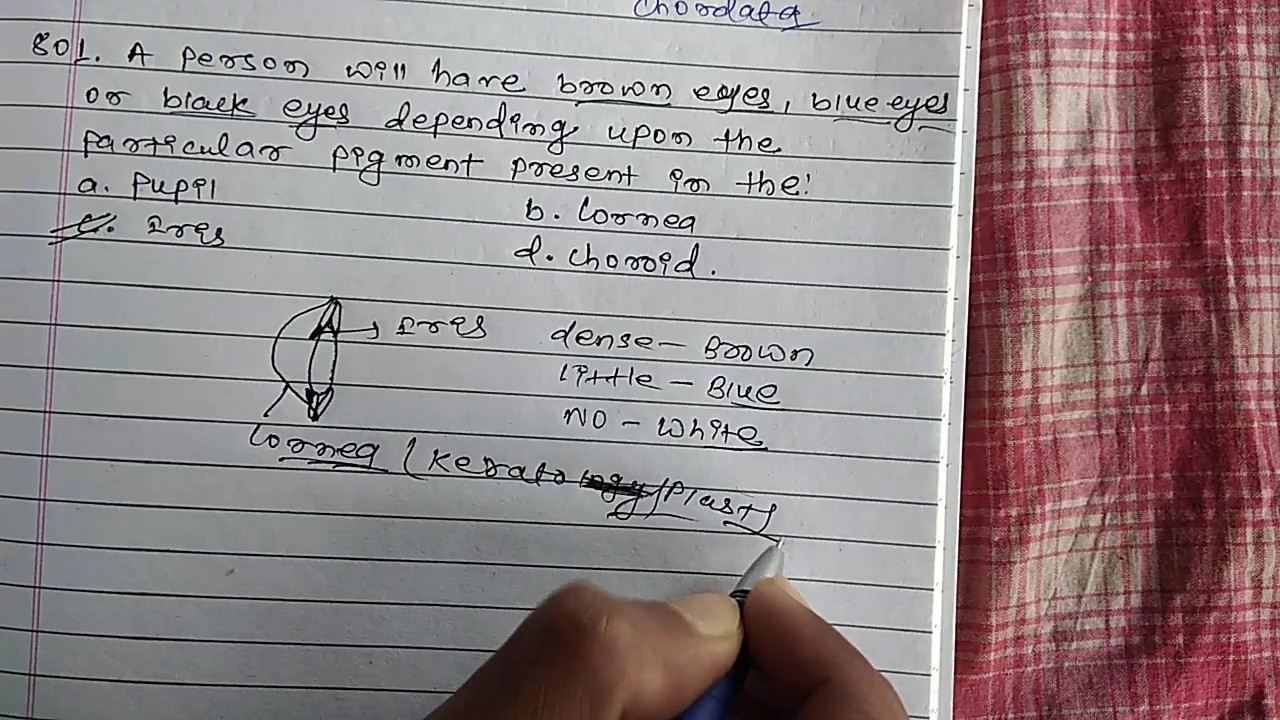 Chordata
801. A person will have brown eyes, blue eyes
or black eyes depending upon the
particular pigment present in the:
a. Pupil
b. Cornea
c. Iris
d. choroid.
Iris
dense - Brown
little - Blue
NO - white
Cornea (Kerato /Plasty